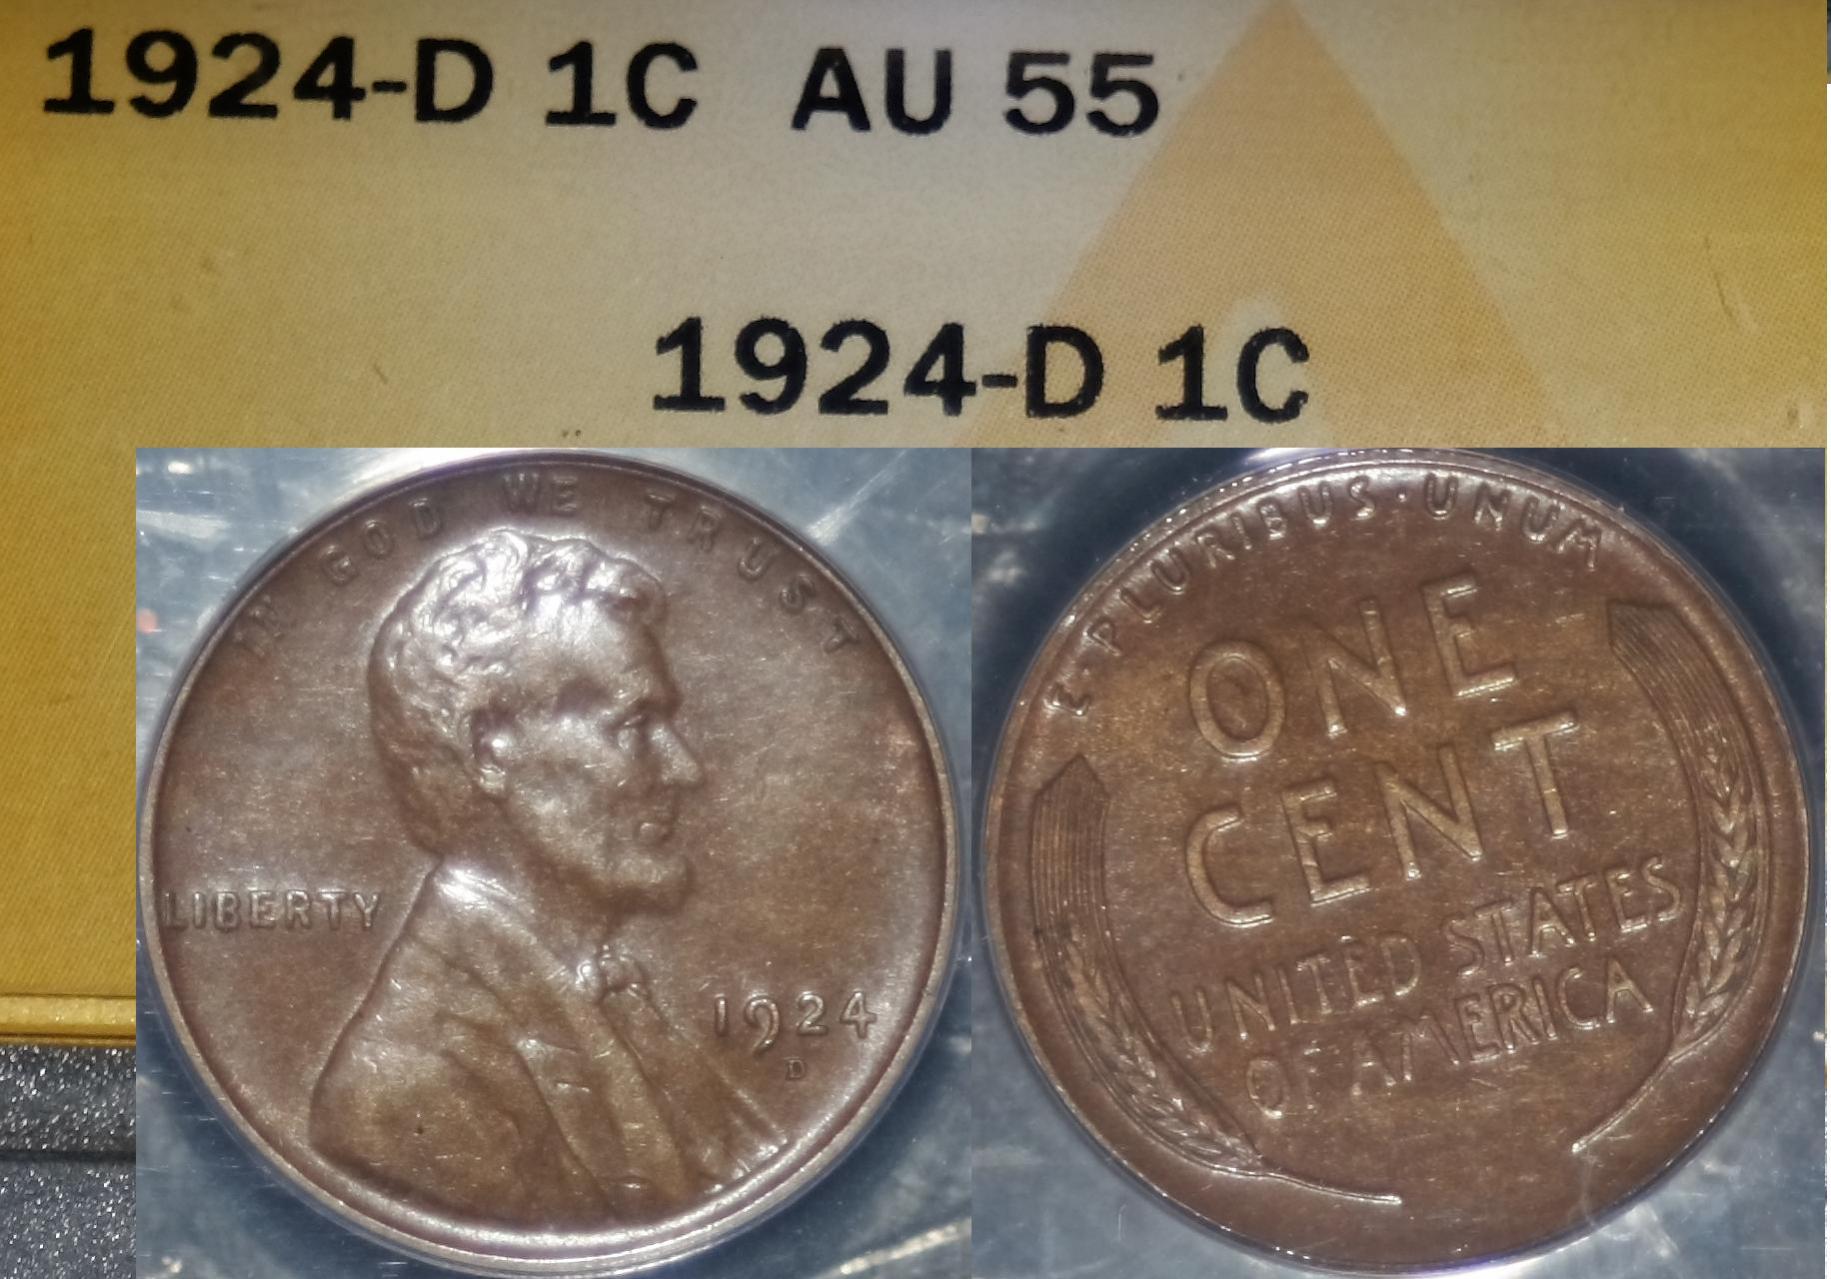 1924-D 1C AU 55
1924-D 1C
IN GOD WE TRUST
LIBERTY
1924
D
E·PLURIBUS·UNUM
ONE
CENT
UNITED STATES
OF AMERICA